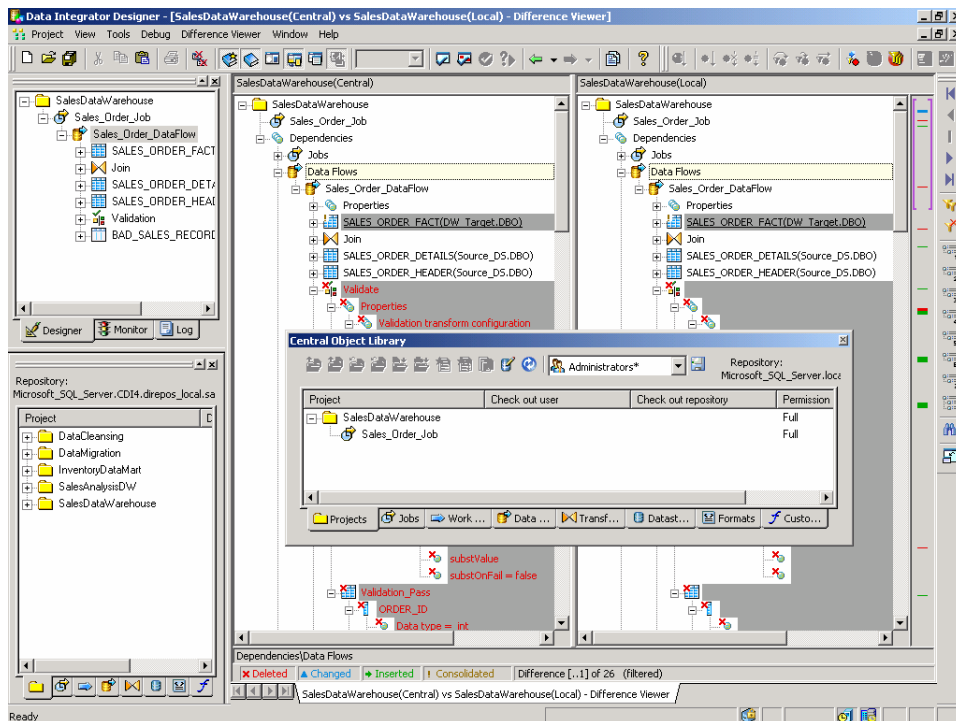 Data Integrator Designer - [SalesDataWarehouse(Central) vs SalesDataWarehouse(Local) - Difference Viewer]
Project View Tools Debug Difference Viewer Window Help
SalesDataWarehouse
Sales_Order_Job
Sales_Order_DataFlow
SALES_ORDER_FACT
Join
SALES_ORDER_DETA
SALES_ORDER_HEAD
Validation
BAD_SALES_RECORD
Designer Monitor Log
Repository:
Microsoft_SQL_Server.CDI4.direpos_local.sa
Project D
DataCleansing
DataMigration
InventoryDataMart
SalesAnalysisDW
SalesDataWarehouse
SalesDataWarehouse(Central)
SalesDataWarehouse
Sales_Order_Job
Dependencies
Jobs
Data Flows
Sales_Order_DataFlow
Properties
SALES_ORDER_FACT(DW_Target.DBO)
Join
SALES_ORDER_DETAILS(Source_DS.DBO)
SALES_ORDER_HEADER(Source_DS.DBO)
Validate
Properties
Validation transform configuration
substValue
substOnFail = false
Validation_Pass
ORDER_ID
Data type = int
SalesDataWarehouse(Local)
SalesDataWarehouse
Sales_Order_Job
Dependencies
Jobs
Data Flows
Sales_Order_DataFlow
Properties
SALES_ORDER_FACT(DW_Target.DBO)
Join
SALES_ORDER_DETAILS(Source_DS.DBO)
SALES_ORDER_HEADER(Source_DS.DBO)
Central Object Library
Administrators*
Repository:
Microsoft_SQL_Server.loca
Project Check out user Check out repository Permission
SalesDataWarehouse Full
Sales_Order_Job Full
Projects Jobs Work ... Data ... Transf... Datast... Formats Custo...
Dependencies\Data Flows
Deleted Changed Inserted Consolidated Difference [..1] of 26 (filtered)
SalesDataWarehouse(Central) vs SalesDataWarehouse(Local) - Difference Viewer
Ready